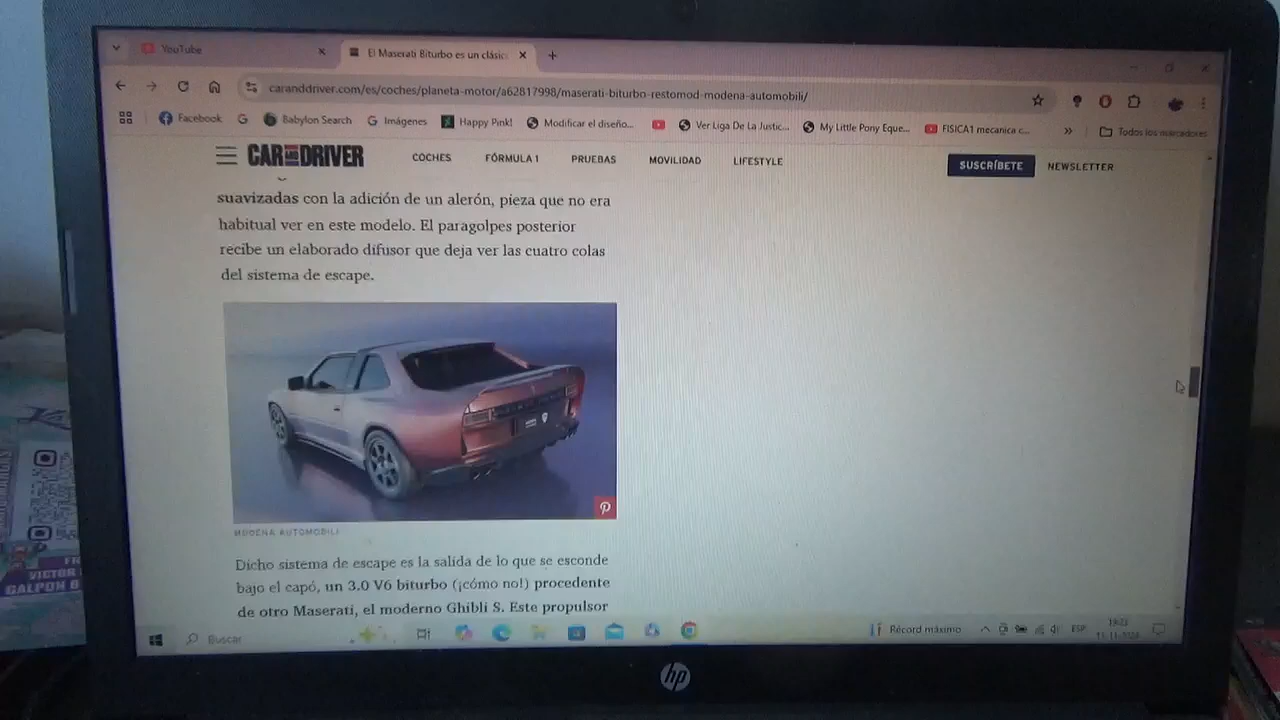 YouTube
El Maserati Biturbo es un clásic
caranddriver.com/es/coches/planeta-motor/a62817998/maserati-biturbo-restomod-modena-automobili/
Facebook
Babylon Search
Imágenes
Happy Pink!
Modificar el diseño...
Ver Liga De La Justic...
My Little Pony Eque...
FISICA1 mecanica c...
»
Todos los marcadores
CAR AND DRIVER
COCHES
FÓRMULA 1
PRUEBAS
MOVILIDAD
LIFESTYLE
SUSCRÍBETE
NEWSLETTER
suavizadas con la adición de un alerón, pieza que no era
habitual ver en este modelo. El paragolpes posterior
recibe un elaborado difusor que deja ver las cuatro colas
del sistema de escape.
MODENA AUTOMOBILI
Dicho sistema de escape es la salida de lo que se esconde
bajo el capó, un 3.0 V6 biturbo (¡cómo no!) procedente
de otro Maserati, el moderno Ghibli S. Este propulsor
Buscar
Récord máximo
ESP
hp
VICTOR
GALPON